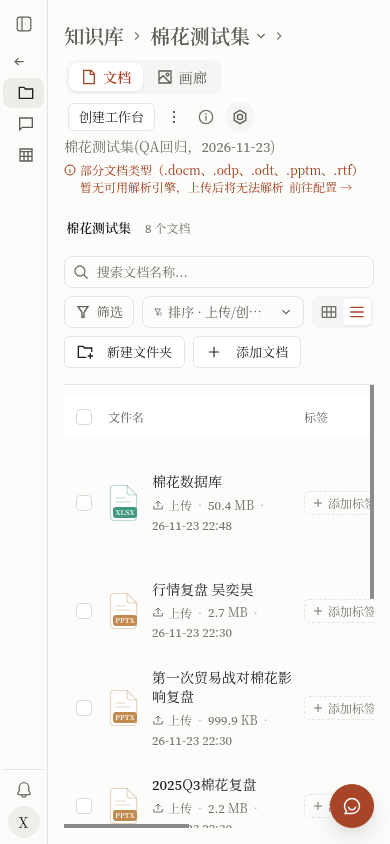 知识库 › 棉花测试集 ›
文档 画廊
创建工作台
棉花测试集(QA回归，2026-11-23)
部分文档类型（.docm、.odp、.odt、.pptm、.rtf）
暂无可用解析引擎，上传后将无法解析 前往配置 →
棉花测试集 8 个文档
搜索文档名称...
筛选 排序 · 上传/创···
新建文件夹 + 添加文档
文件名 标签
棉花数据库
XLSX 上传 · 50.4 MB · + 添加标签
26-11-23 22:48
行情复盘 吴奕昊
PPTX 上传 · 2.7 MB · + 添加标签
26-11-23 22:30
第一次贸易战对棉花影
响复盘
PPTX 上传 · 999.9 KB · + 添加标签
26-11-23 22:30
2025Q3棉花复盘
PPTX 上传 · 2.2 MB · +
26-11-23 22:30
X